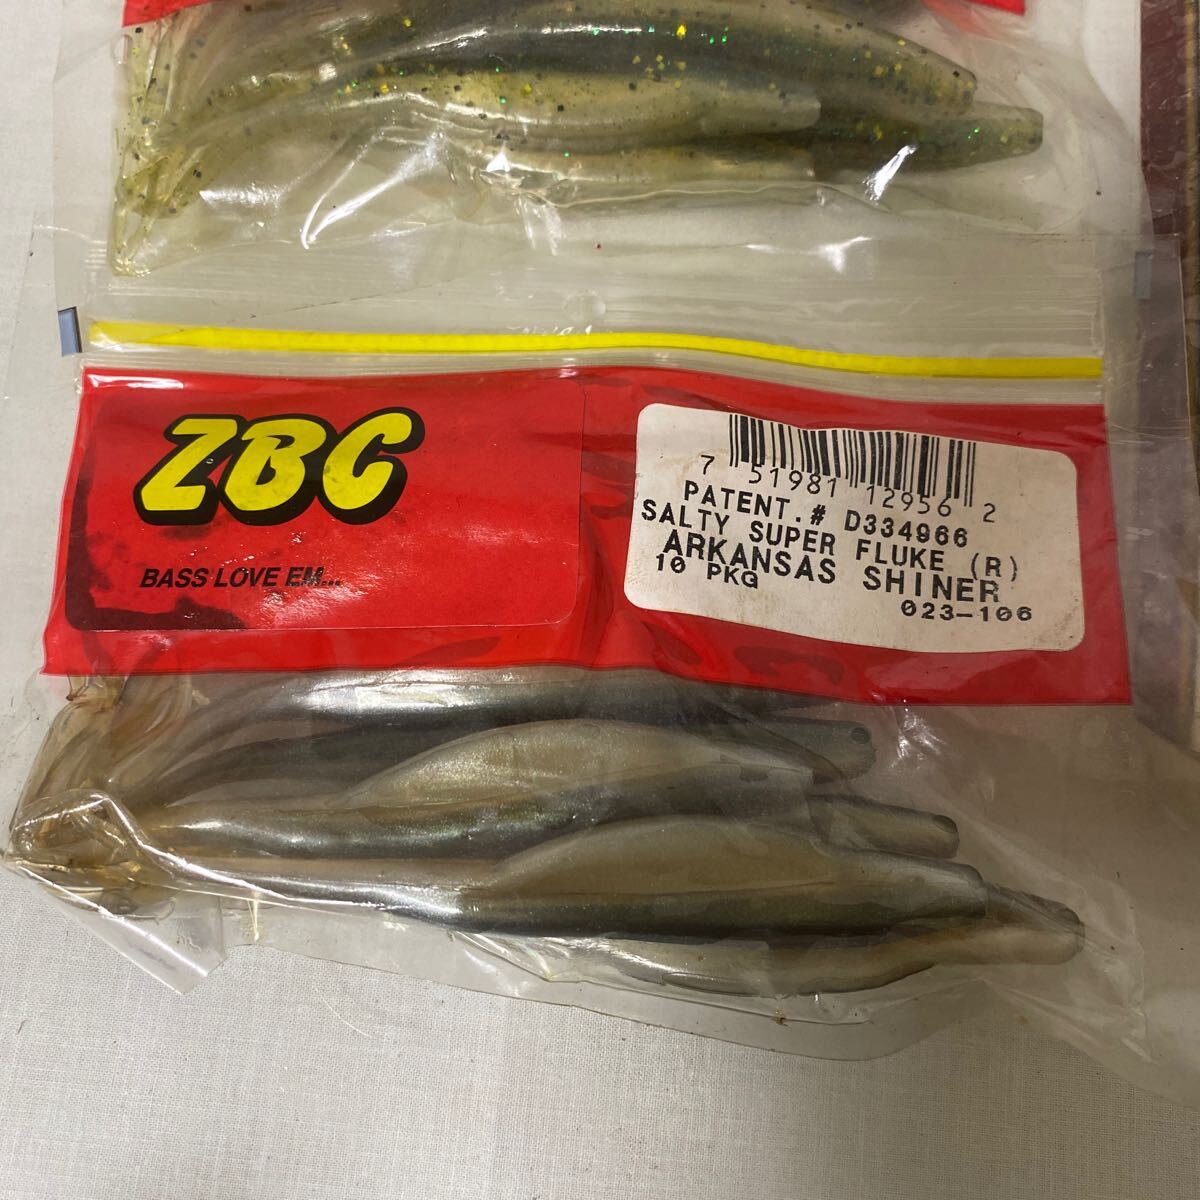 ZBC
BASS LOVE EM...
7 51981 12956 2
PATENT.# D334966
SALTY SUPER FLUKE (R)
ARKANSAS SHINER
10 PKG
023-106